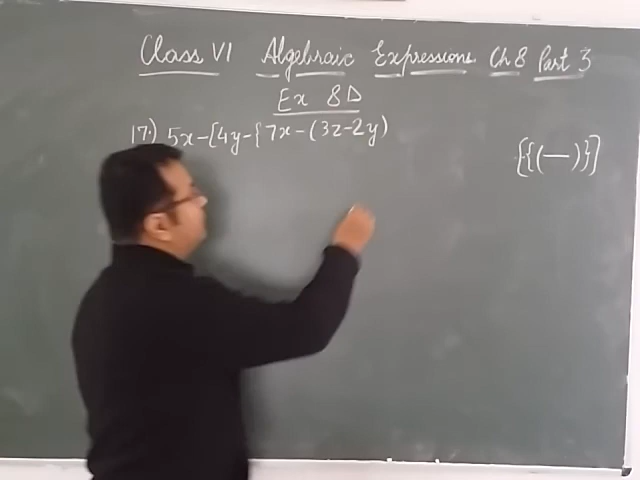 Class VI Algebraic Expressions Ch 8 Part 3
Ex 8D
17.) 5x-[4y-{7x-(3z-2y)
[{(—)}]